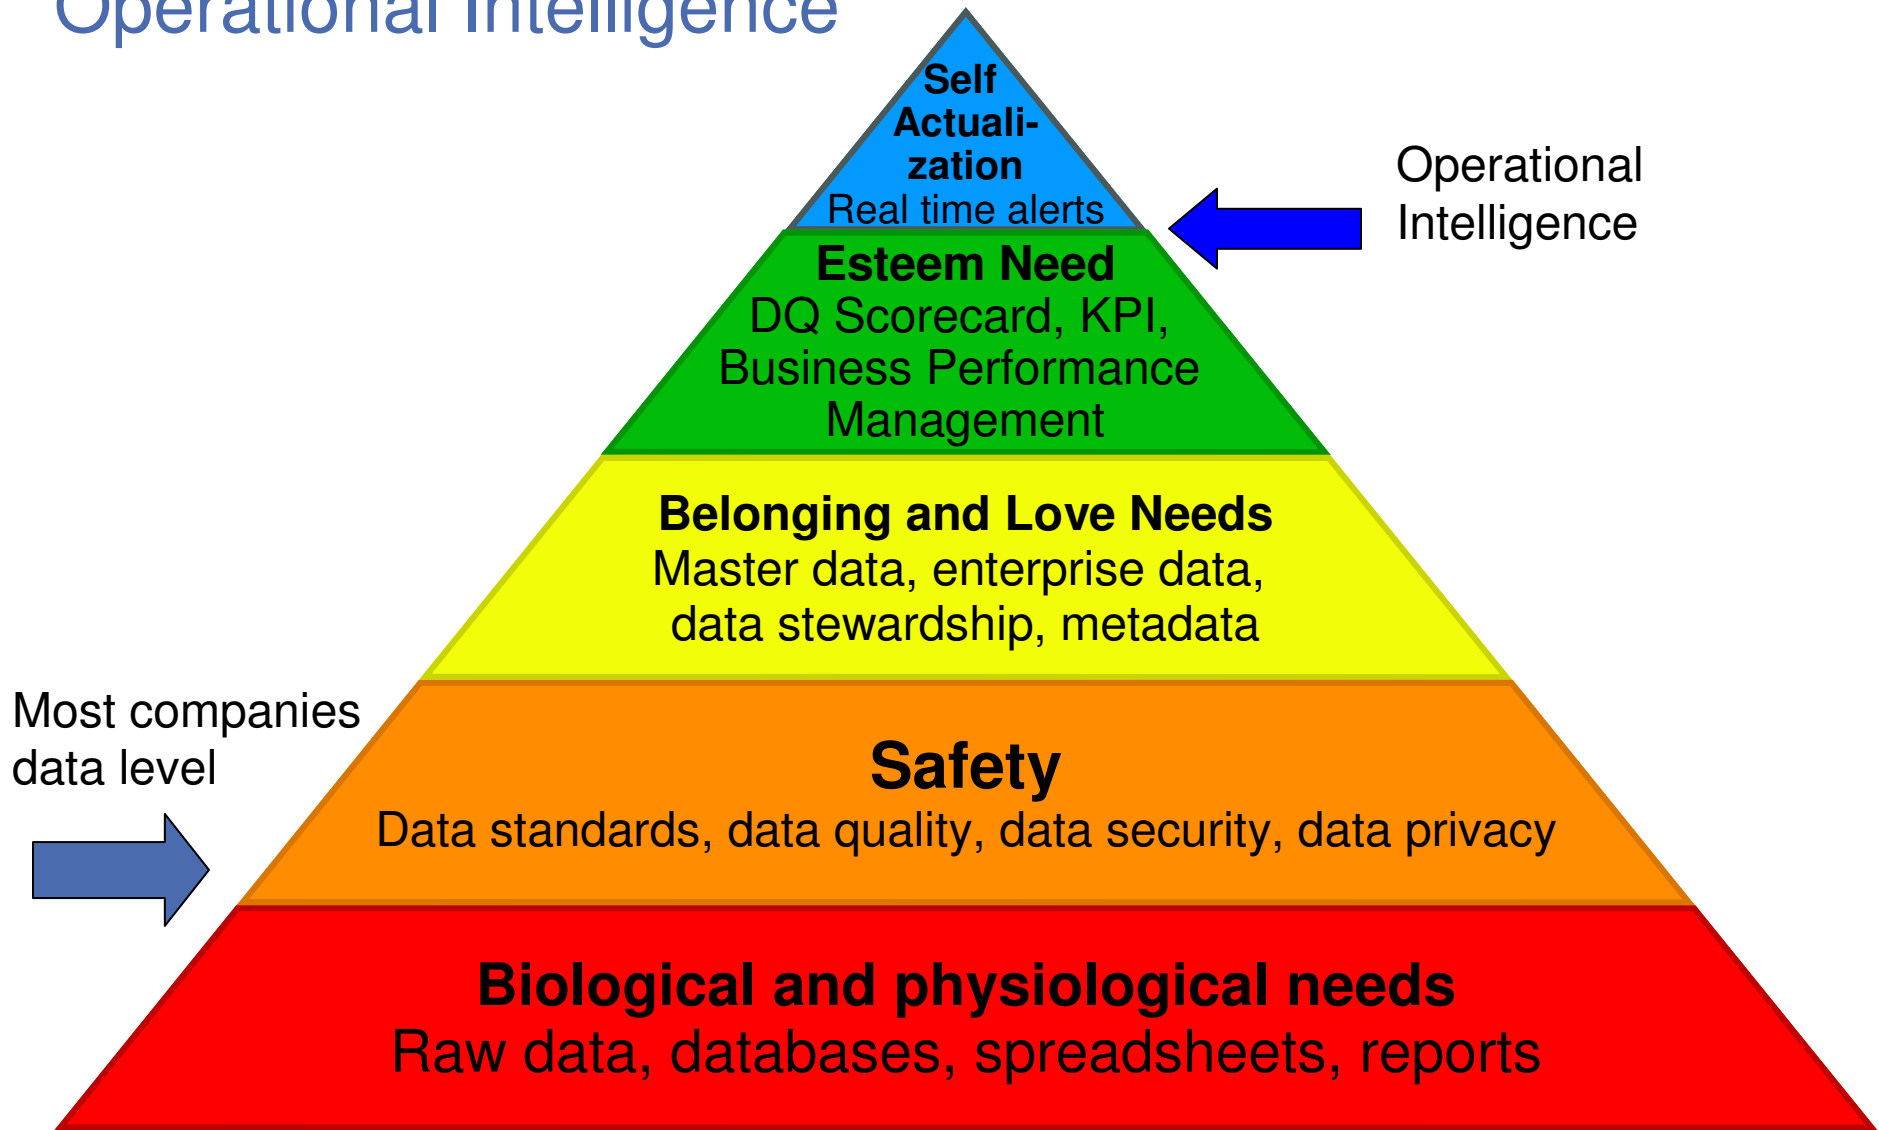 Operational Intelligence
Self
Actuali-
zation
Real time alerts
Operational
Intelligence
Esteem Need
DQ Scorecard, KPI,
Business Performance
Management
Belonging and Love Needs
Master data, enterprise data,
data stewardship, metadata
Most companies
data level
Safety
Data standards, data quality, data security, data privacy
Biological and physiological needs
Raw data, databases, spreadsheets, reports